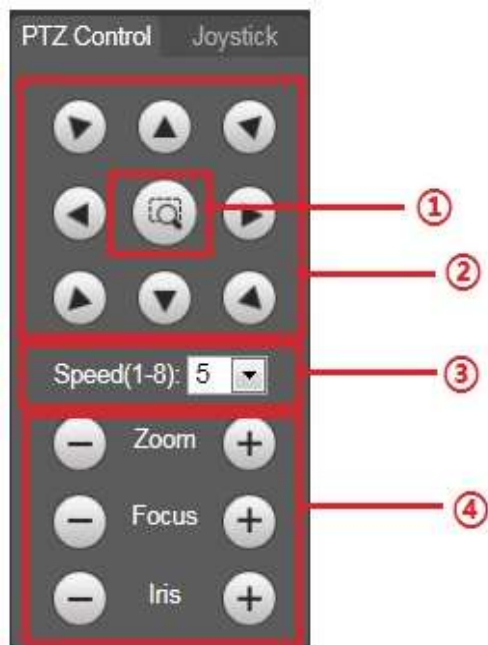 PTZ Control Joystick
①
②
Speed(1-8): 5
③
− Zoom +
④
− Focus +
− Iris +